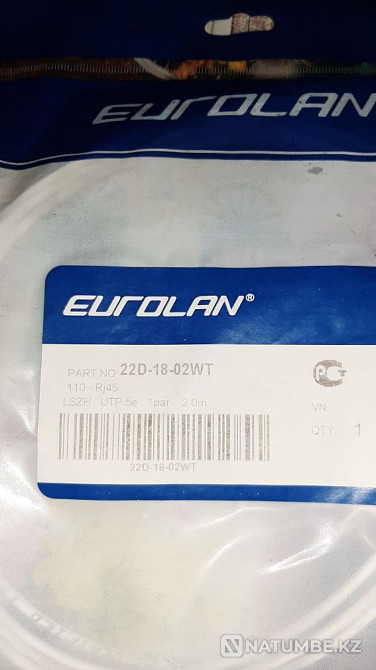 EUROLAN
EUROLAN®
PART NO 22D-18-02WT
110 - Rj45
LSZH UTP 5e 1par 2.0m
22D-18-02WT
VN:
QTY 1
NATUMBE.KZ